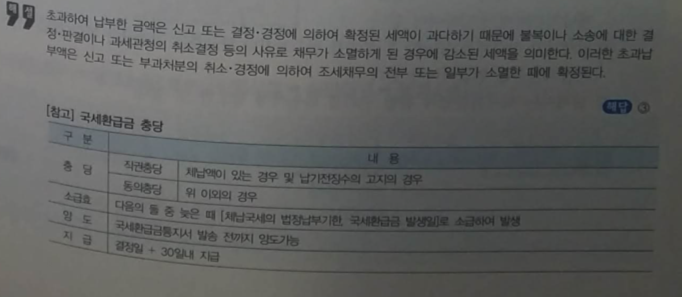 해설
초과하여 납부한 금액은 신고 또는 결정·경정에 의하여 확정된 세액이 과다하기 때문에 불복이나 소송에 대한 결
정·판결이나 과세관청의 취소결정 등의 사유로 채무가 소멸하게 된 경우에 감소된 세액을 의미한다. 이러한 초과납
부액은 신고 또는 부과처분의 취소·경정에 의하여 조세채무의 전부 또는 일부가 소멸한 때에 확정된다.
해답 ③
[참고] 국세환급금 충당
구 분 내 용
충 당 직권충당 체납액이 있는 경우 및 납기전징수의 고지의 경우
동의충당 위 이외의 경우
소급효 다음의 둘 중 늦은 때 [체납국세의 법정납부기한, 국세환급금 발생일]로 소급하여 발생
양 도 국세환급금통지서 발송 전까지 양도가능
지 급 결정일 + 30일내 지급